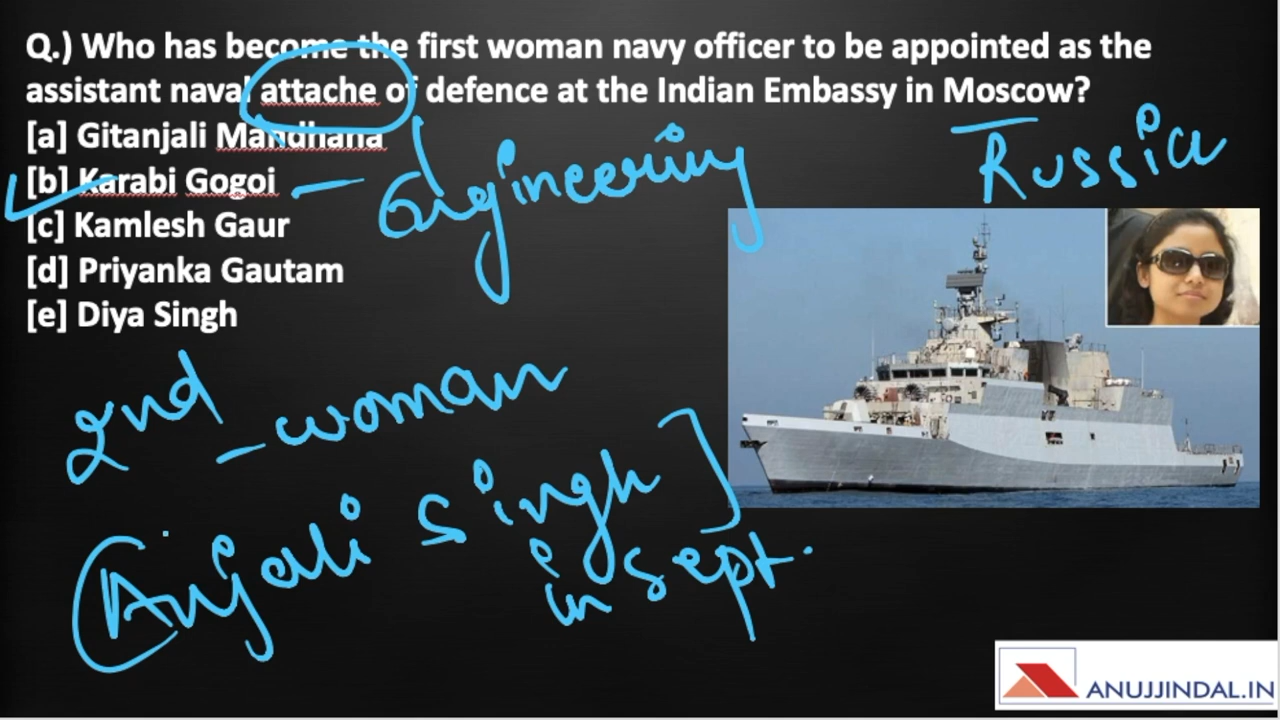 Q.) Who has become the first woman navy officer to be appointed as the
assistant naval attache of defence at the Indian Embassy in Moscow?
[a] Gitanjali Mandhana
[b] Karabi Gogoi - Engineering
Russia
[c] Kamlesh Gaur
[d] Priyanka Gautam
[e] Diya Singh
2nd - woman
Anjali Singh]
in Sept.
ANUJJINDAL.IN